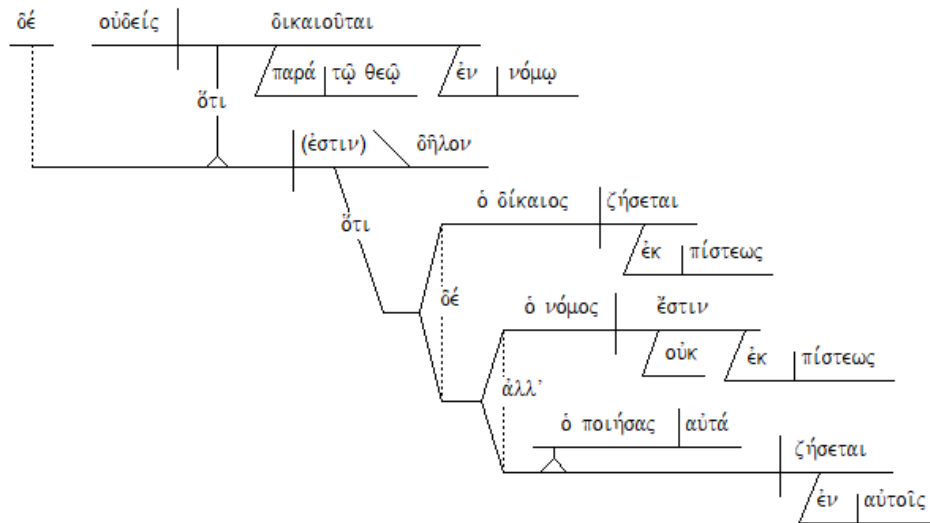 δέ οὐδείς δικαιοῦται
παρά τῷ θεῷ ἐν νόμῳ
ὅτι
(ἐστιν) δῆλον
ὁ δίκαιος ζήσεται
ὅτι
ἐκ πίστεως
δέ
ὁ νόμος ἔστιν
οὐκ ἐκ πίστεως
ἀλλ’
ὁ ποιήσας αὐτά
ζήσεται
ἐν αὐτοῖς